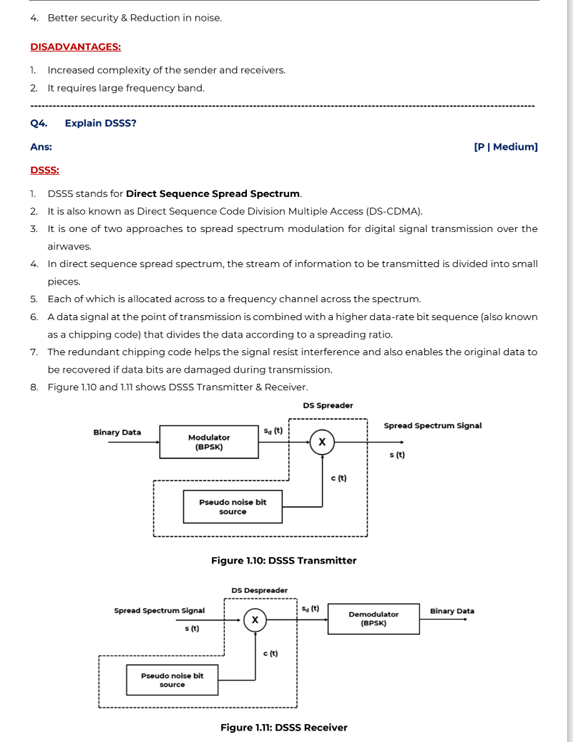 4. Better security & Reduction in noise.
DISADVANTAGES:
1. Increased complexity of the sender and receivers.
2. It requires large frequency band.
Q4. Explain DSSS?
Ans: [P | Medium]
DSSS:
1. DSSS stands for Direct Sequence Spread Spectrum.
2. It is also known as Direct Sequence Code Division Multiple Access (DS-CDMA).
3. It is one of two approaches to spread spectrum modulation for digital signal transmission over the
airwaves.
4. In direct sequence spread spectrum, the stream of information to be transmitted is divided into small
pieces.
5. Each of which is allocated across to a frequency channel across the spectrum.
6. A data signal at the point of transmission is combined with a higher data-rate bit sequence (also known
as a chipping code) that divides the data according to a spreading ratio.
7. The redundant chipping code helps the signal resist interference and also enables the original data to
be recovered if data bits are damaged during transmission.
8. Figure 1.10 and 1.11 shows DSSS Transmitter & Receiver.
DS Spreader
Binary Data
Modulator
(BPSK)
Sd (t)
X
Spread Spectrum Signal
s (t)
c (t)
Pseudo noise bit
source
Figure 1.10: DSSS Transmitter
DS Despreader
Spread Spectrum Signal
s (t)
X
Sd (t)
Demodulator
(BPSK)
Binary Data
c (t)
Pseudo noise bit
source
Figure 1.11: DSSS Receiver